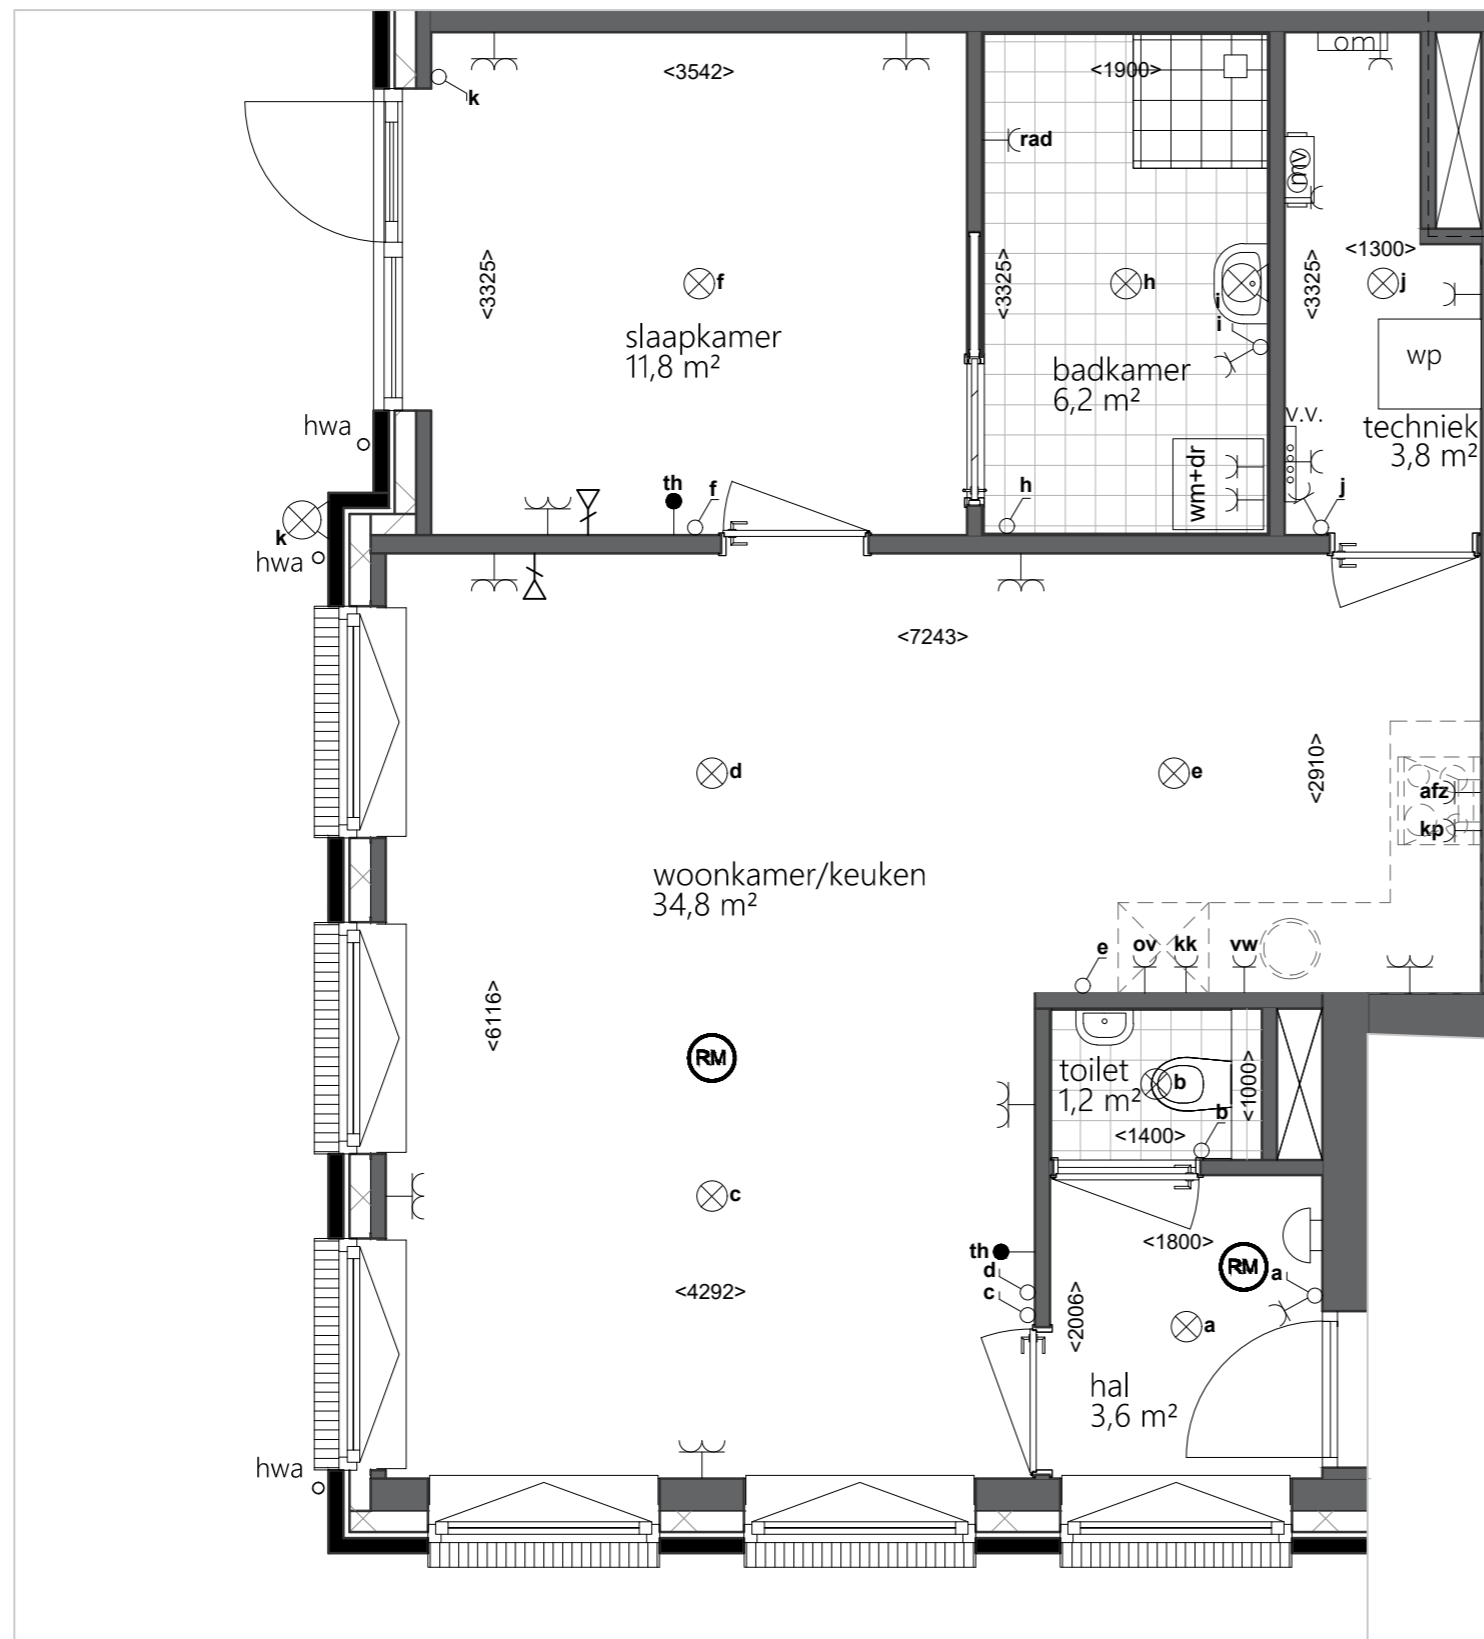 om
<3542>
<1900>
k
rad
mv
<1300>
<3325>
<3325>
<3325>
f
h
j
i
i
slaapkamer
11,8 m²
wp
badkamer
6,2 m²
v.v.
techniek
3,8 m²
hwa
wm+dr
th
f
h
j
k
hwa
<7243>
<2910>
d
e
afz
kp
woonkamer/keuken
34,8 m²
e
ov
kk
vw
<6116>
RM
toilet
1,2 m²
b
<1000>
b
<1400>
c
<1800>
th
d
c
RM
a
<4292>
<2006>
a
hal
3,6 m²
hwa